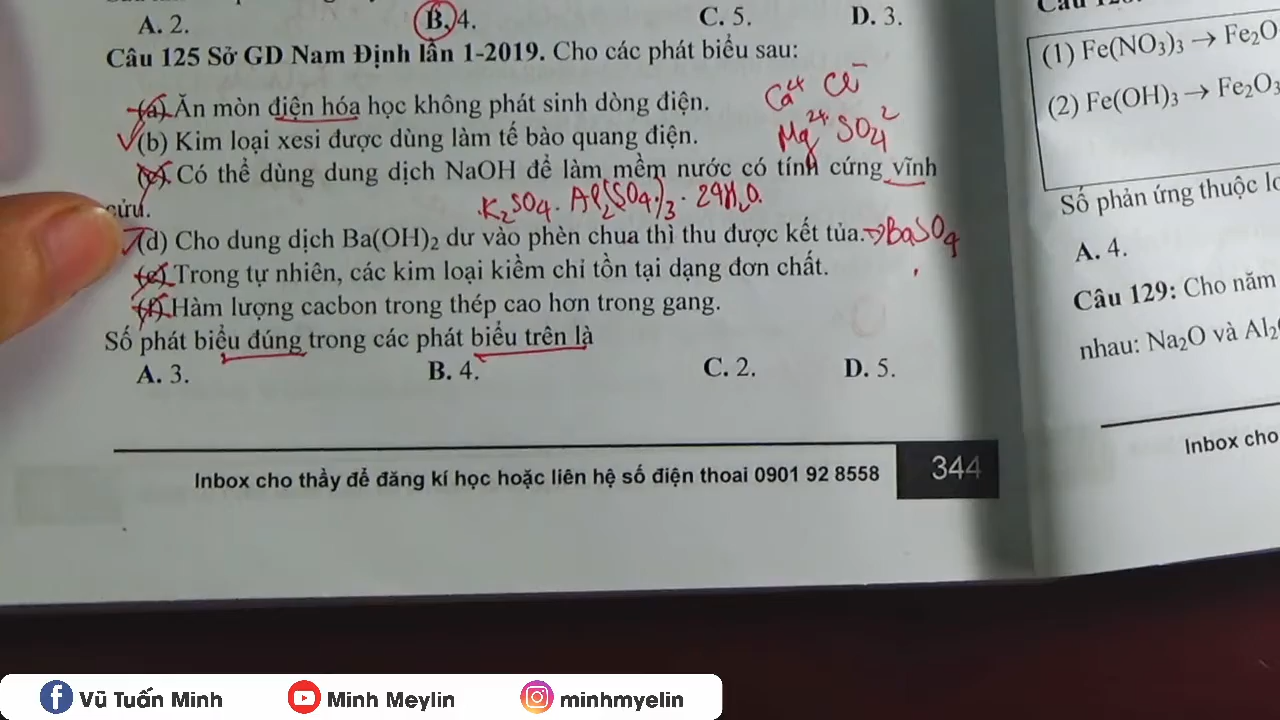 A. 2. B. 4. C. 5. D. 3.
Câu 125 Sở GD Nam Định lần 1-2019. Cho các phát biểu sau:
(a) Ăn mòn điện hóa học không phát sinh dòng điện.
Ca²⁺ Cl⁻
(b) Kim loại xesi được dùng làm tế bào quang điện.
Mg²⁺ SO₄²
(c) Có thể dùng dung dịch NaOH để làm mềm nước có tính cứng vĩnh
cửu.
K₂SO₄. Al₂(SO₄)₃. 24H₂O.
(d) Cho dung dịch Ba(OH)₂ dư vào phèn chua thì thu được kết tủa. → BaSO₄
(e) Trong tự nhiên, các kim loại kiềm chỉ tồn tại dạng đơn chất.
(f) Hàm lượng cacbon trong thép cao hơn trong gang.
Số phát biểu đúng trong các phát biểu trên là
A. 3. B. 4. C. 2. D. 5.
Inbox cho thầy để đăng kí học hoặc liên hệ số điện thoai 0901 92 8558 344
(1) Fe(NO₃)₃ → Fe₂O
(2) Fe(OH)₃ → Fe₂O₃
Số phản ứng thuộc lo
A. 4.
Câu 129: Cho năm
nhau: Na₂O và Al₂
Inbox cho
Vũ Tuấn Minh Minh Meylin minhmyelin